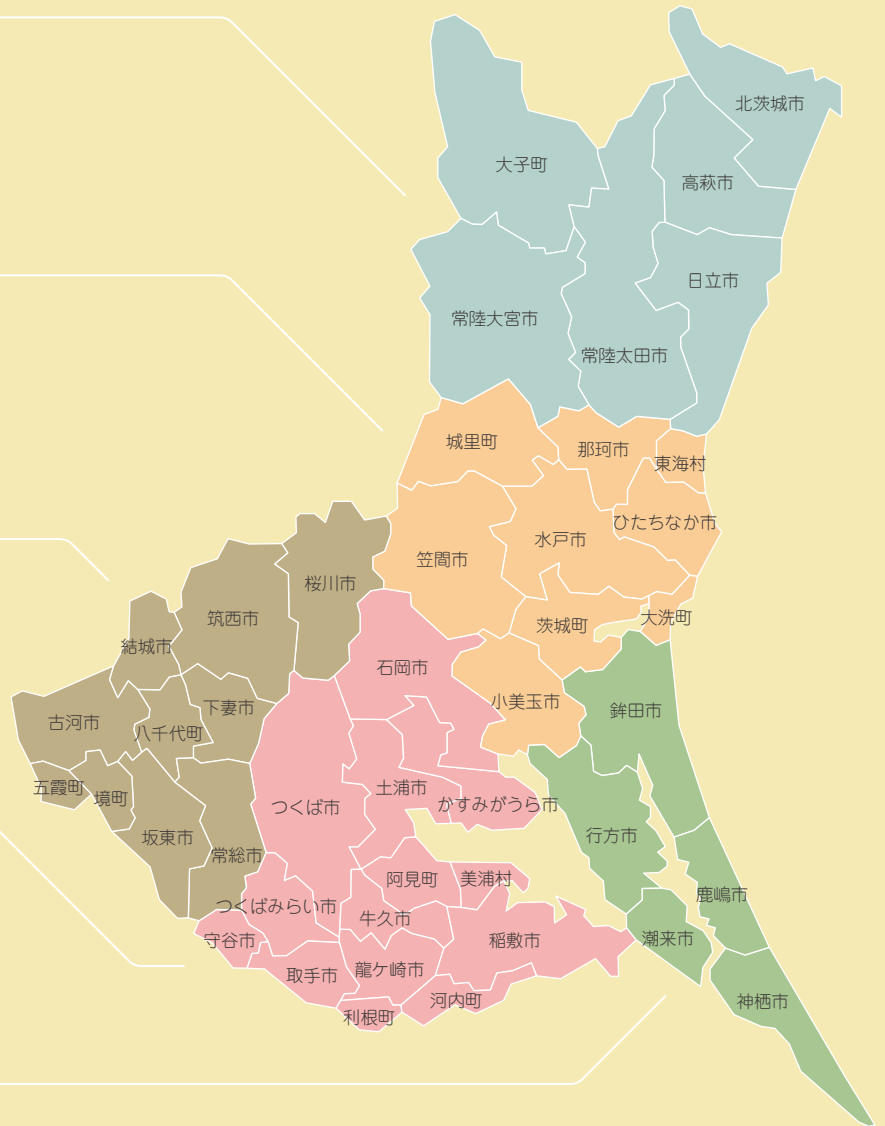 北茨城市
大子町
高萩市
日立市
常陸大宮市
常陸太田市
城里町
那珂市
東海村
ひたちなか市
水戸市
笠間市
桜川市
筑西市
茨城町
大洗町
結城市
石岡市
小美玉市
鉾田市
下妻市
古河市
八千代町
五霞町
境町
土浦市
かすみがうら市
つくば市
坂東市
行方市
常総市
阿見町
美浦村
鹿嶋市
つくばみらい市
牛久市
守谷市
稲敷市
潮来市
取手市
龍ケ崎市
河内町
神栖市
利根町